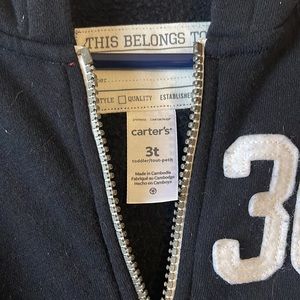 THIS BELONGS TO
STYLE QUALITY ESTABLISHED
carter's
3t
toddler/tout-petit
Made in Cambodia
Fabriqué au Cambodge
Hecho en Camboya
3